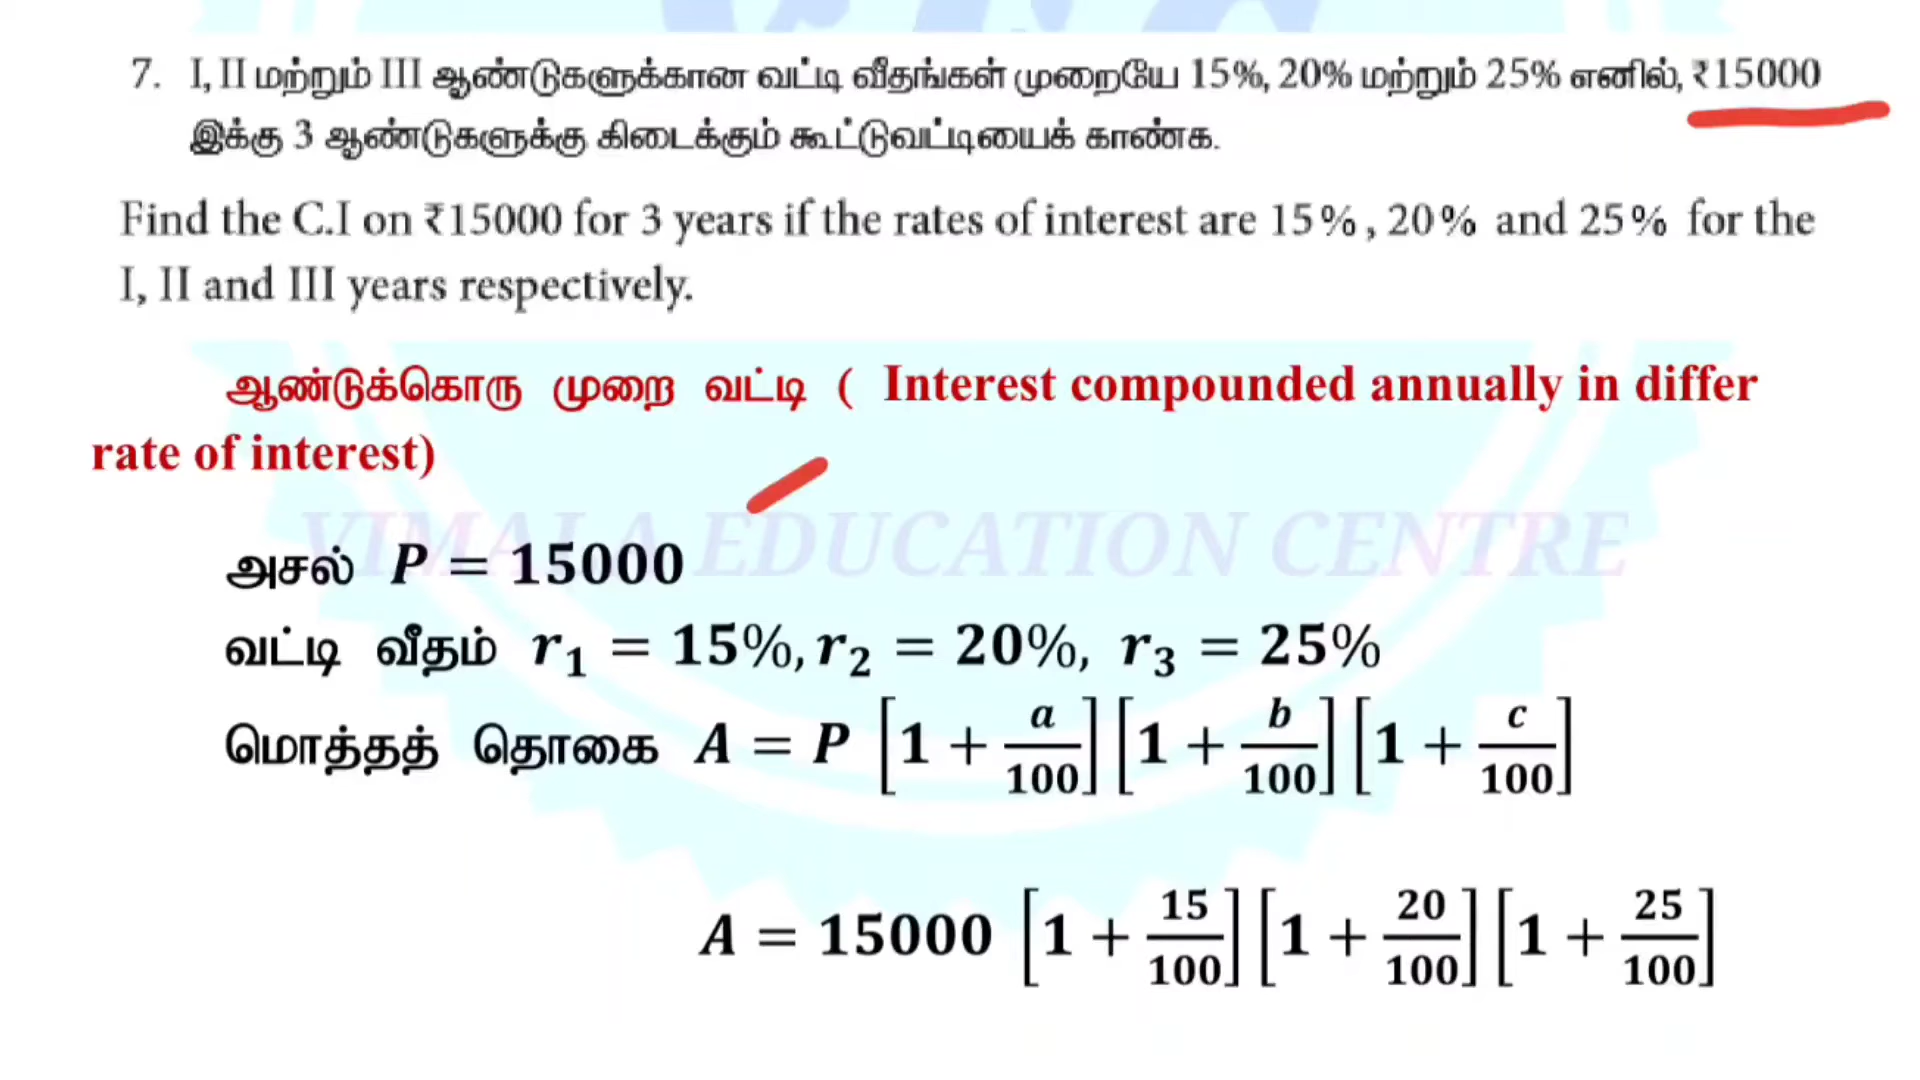 7. I, II மற்றும் III ஆண்டுகளுக்கான வட்டி வீதங்கள் முறையே 15%, 20% மற்றும் 25% எனில், ₹15000
இக்கு 3 ஆண்டுகளுக்கு கிடைக்கும் கூட்டுவட்டியைக் காண்க.
Find the C.I on ₹15000 for 3 years if the rates of interest are 15%, 20% and 25% for the
I, II and III years respectively.
ஆண்டுக்கொரு முறை வட்டி ( Interest compounded annually in differ
rate of interest)
VIMALA EDUCATION CENTRE
அசல் P = 15000
வட்டி வீதம் r₁ = 15%, r₂ = 20%, r₃ = 25%
மொத்தத் தொகை A = P [1 + a/100] [1 + b/100] [1 + c/100]
A = 15000 [1 + 15/100] [1 + 20/100] [1 + 25/100]